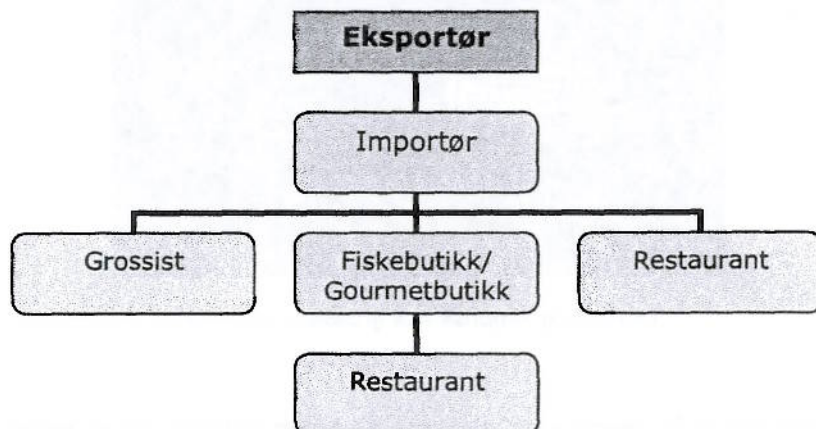 Eksportør
Importør
Grossist
Fiskebutikk/
Gourmetbutikk
Restaurant
Restaurant